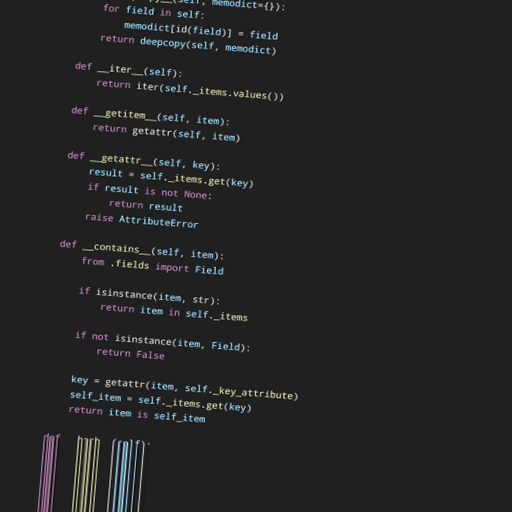 (self, memodict={}):
for field in self:
memodict[id(field)] = field
return deepcopy(self, memodict)
def __iter__(self):
return iter(self._items.values())
def __getitem__(self, item):
return getattr(self, item)
def __getattr__(self, key):
result = self._items.get(key)
if result is not None:
return result
raise AttributeError
def __contains__(self, item):
from .fields import Field
if isinstance(item, str):
return item in self._items
if not isinstance(item, Field):
return False
key = getattr(item, self._key_attribute)
self_item = self._items.get(key)
return item is self_item
def (self):